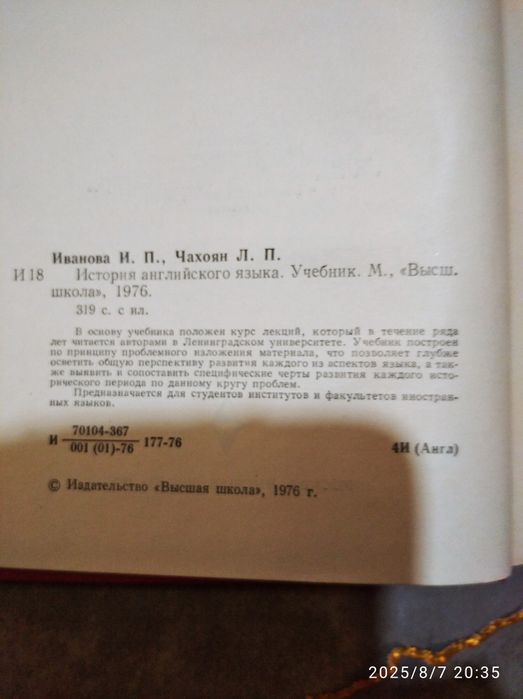 Иванова И. П., Чахоян Л. П.
И 18 История английского языка. Учебник. М., «Высш.
школа», 1976.
319 с. с ил.
В основу учебника положен курс лекций, который в течение ряда
лет читается авторами в Ленинградском университете. Учебник построен
по принципу проблемного изложения материала, что позволяет глубже
осветить общую перспективу развития каждого из аспектов языка, а так-
же выявить и сопоставить специфические черты развития каждого исто-
рического периода по данному кругу проблем.
Предназначается для студентов институтов и факультетов иностран-
ных языков.
70104-367
И 177-76 4И (Англ)
001 (01)-76
© Издательство «Высшая школа», 1976 г.
2025/8/7 20:35